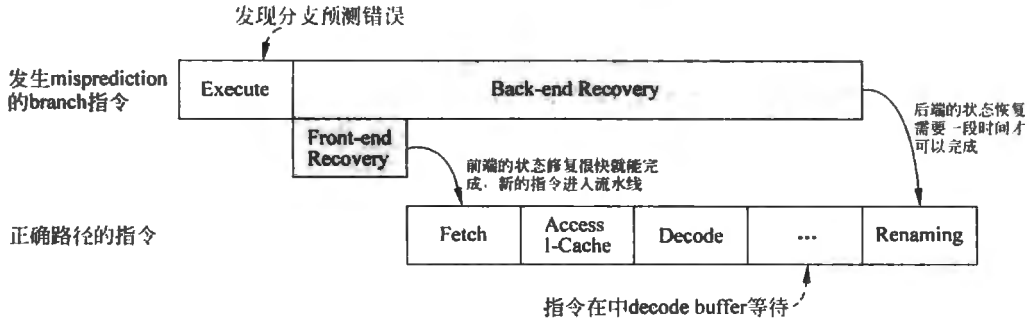 发现分支预测错误
发生misprediction
的branch指令
Execute
Back-end Recovery
后端的状态恢复
需要一段时间才
可以完成
Front-end
Recovery
前端的状态修复很快就能完
成，新的指令进入流水线
正确路径的指令
Fetch
Access
I-Cache
Decode
...
Renaming
指令在中decode buffer等待